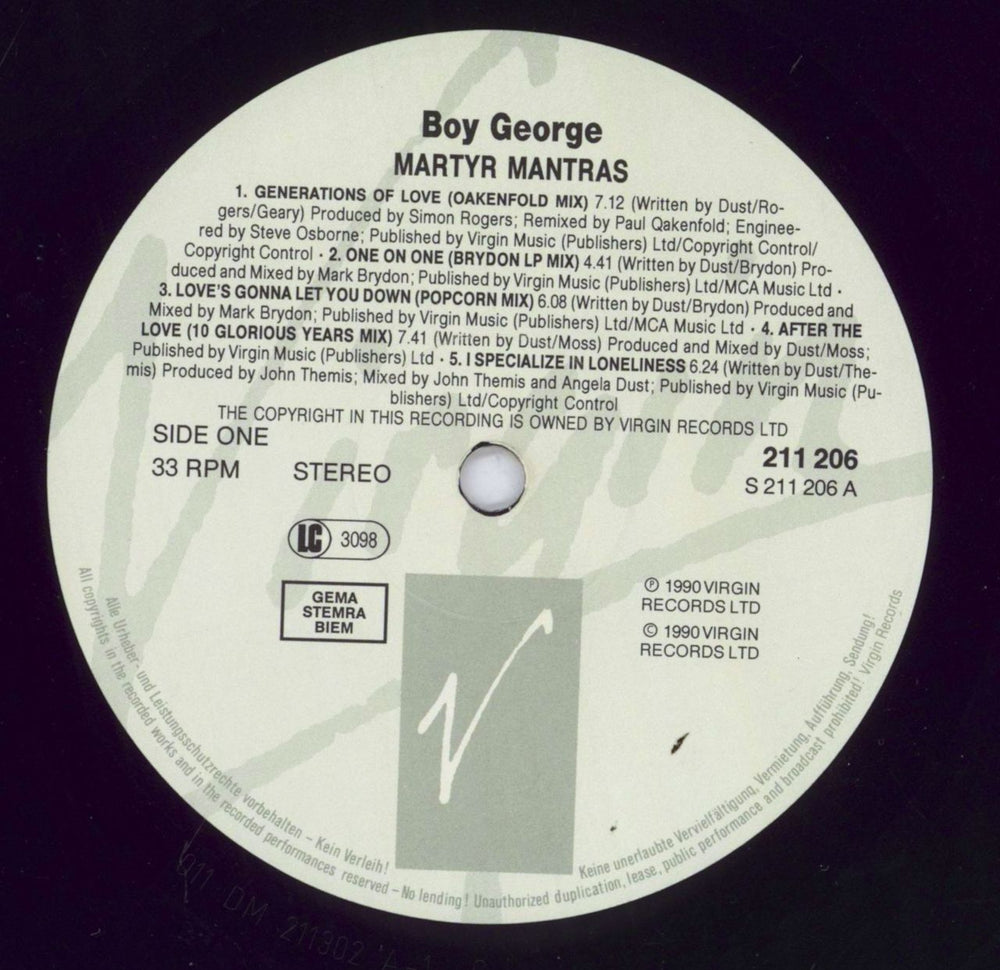 Boy George
MARTYR MANTRAS
1. GENERATIONS OF LOVE (OAKENFOLD MIX) 7.12 (Written by Dust/Ro-
gers/Geary) Produced by Simon Rogers; Remixed by Paul Qakenfold; Enginee-
red by Steve Osborne; Published by Virgin Music (Publishers) Ltd/Copyright Control/
Copyright Control · 2. ONE ON ONE (BRYDON LP MIX) 4.41 (Written by Dust/Brydon) Pro-
duced and Mixed by Mark Brydon; Published by Virgin Music (Publishers) Ltd/MCA Music Ltd ·
3. LOVE'S GONNA LET YOU DOWN (POPCORN MIX) 6.08 (Written by Dust/Brydon) Produced and
Mixed by Mark Brydon; Published by Virgin Music (Publishers) Ltd/MCA Music Ltd · 4. AFTER THE
LOVE (10 GLORIOUS YEARS MIX) 7.41 (Written by Dust/Moss) Produced and Mixed by Dust/Moss;
Published by Virgin Music (Publishers) Ltd · 5. I SPECIALIZE IN LONELINESS 6.24 (Written by Dust/The-
mis) Produced by John Themis; Mixed by John Themis and Angela Dust; Published by Virgin Music (Pu-
blishers) Ltd/Copyright Control
THE COPYRIGHT IN THIS RECORDING IS OWNED BY VIRGIN RECORDS LTD
SIDE ONE
33 RPM STEREO
211 206
S 211 206 A
LC 3098
GEMA
STEMRA
BIEM
℗ 1990 VIRGIN
RECORDS LTD
© 1990 VIRGIN
RECORDS LTD
Virgin
V
Alle Urheber- und Leistungsschutzrechte vorbehalten – Kein Verleih! Keine unerlaubte Vervielfältigung, Vermietung, Aufführung, Sendung!
All copyrights in the recorded works and in the recorded performances reserved – No lending! Unauthorized duplication, lease, public performance and broadcast prohibited! Virgin Records
DM 211302